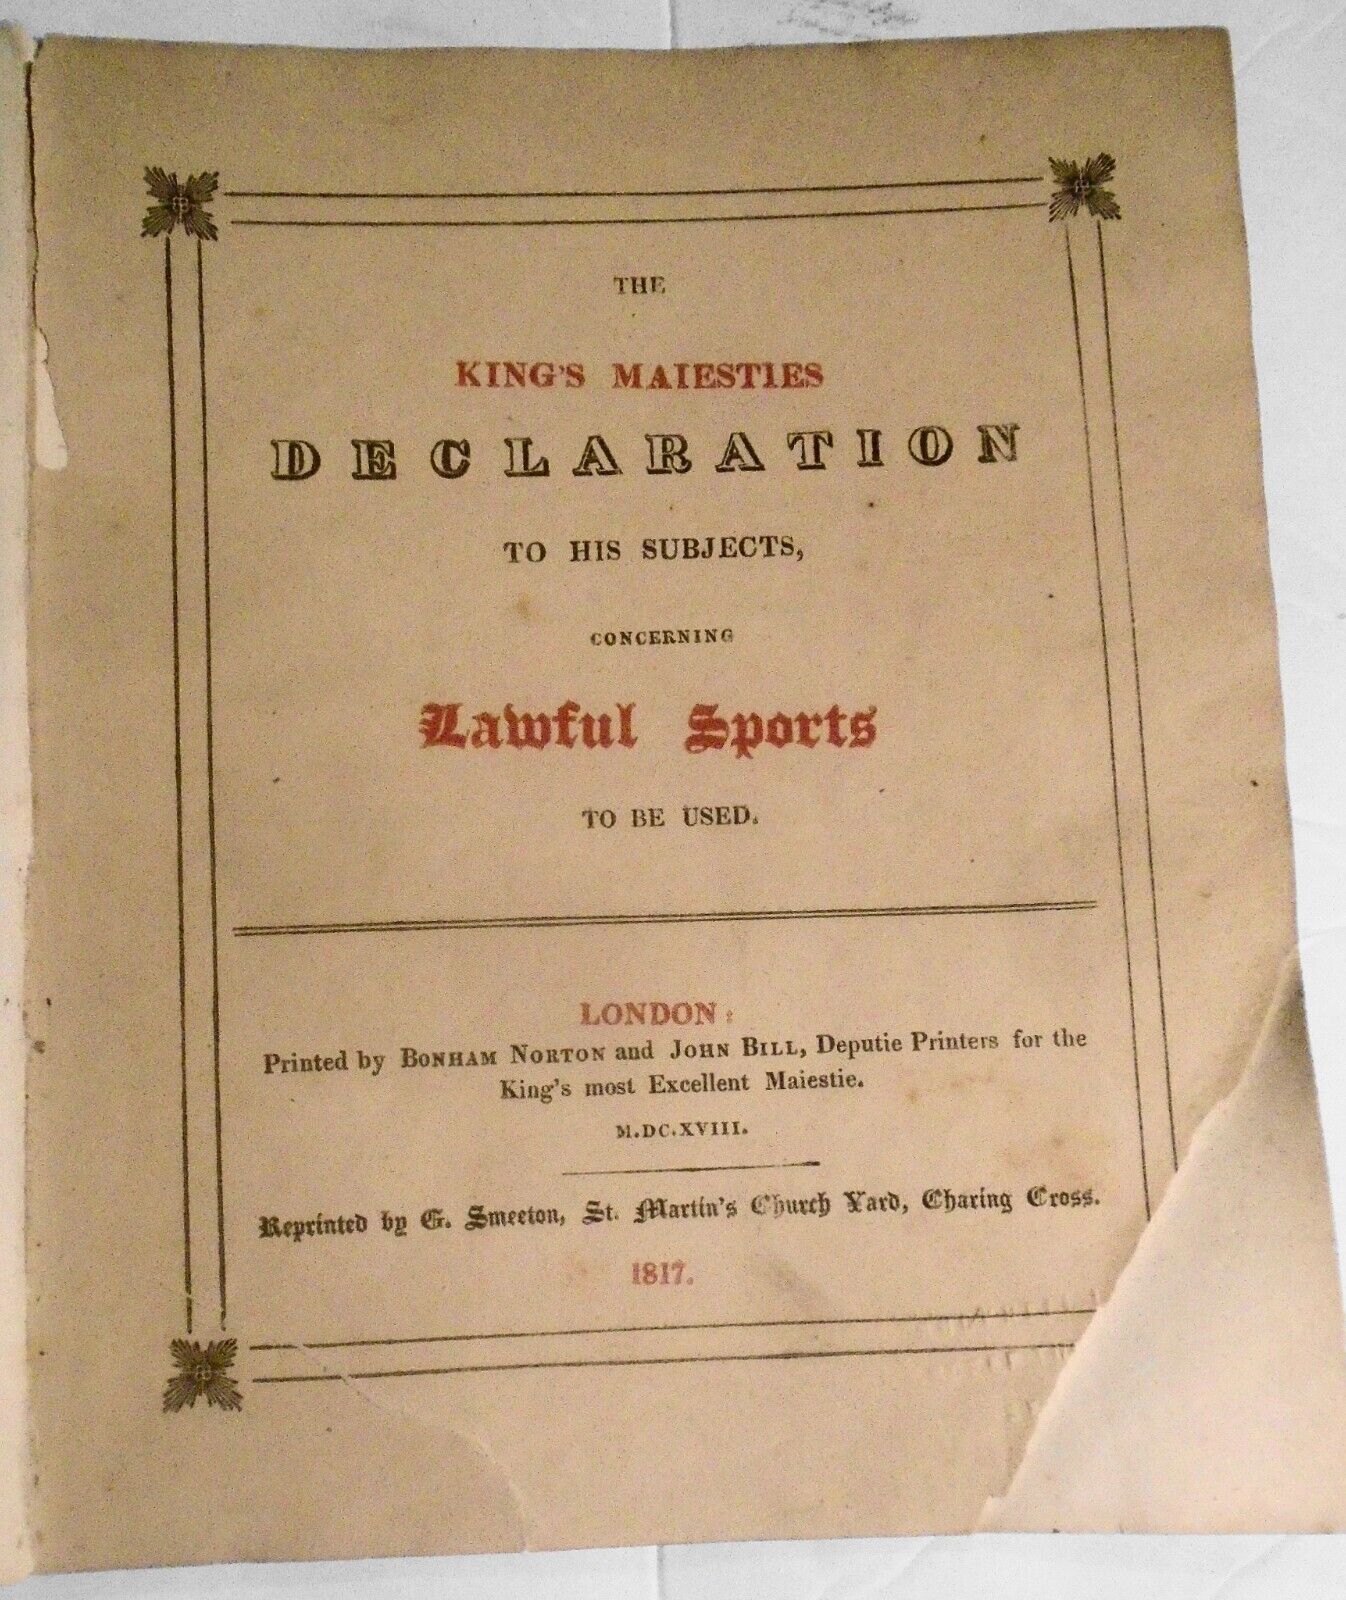 THE
KING'S MAIESTIES
DECLARATION
TO HIS SUBJECTS,
CONCERNING
Lawful Sports
TO BE USED.
LONDON:
Printed by BONHAM NORTON and JOHN BILL, Deputie Printers for the
King's most Excellent Maiestie.
M.DC.XVIII.
Reprinted by G. Smeeton, St. Martin's Church Yard, Charing Cross.
1817.